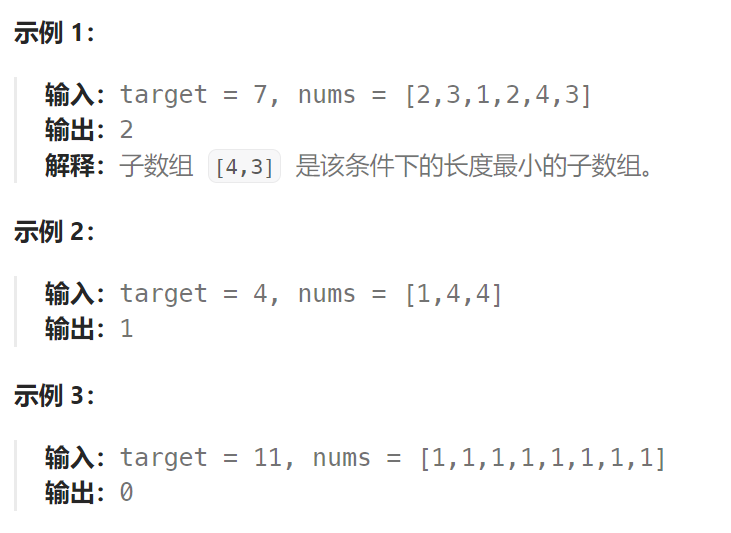 示例 1：
输入：target = 7, nums = [2,3,1,2,4,3]
输出：2
解释：子数组 [4,3] 是该条件下的长度最小的子数组。
示例 2：
输入：target = 4, nums = [1,4,4]
输出：1
示例 3：
输入：target = 11, nums = [1,1,1,1,1,1,1,1]
输出：0